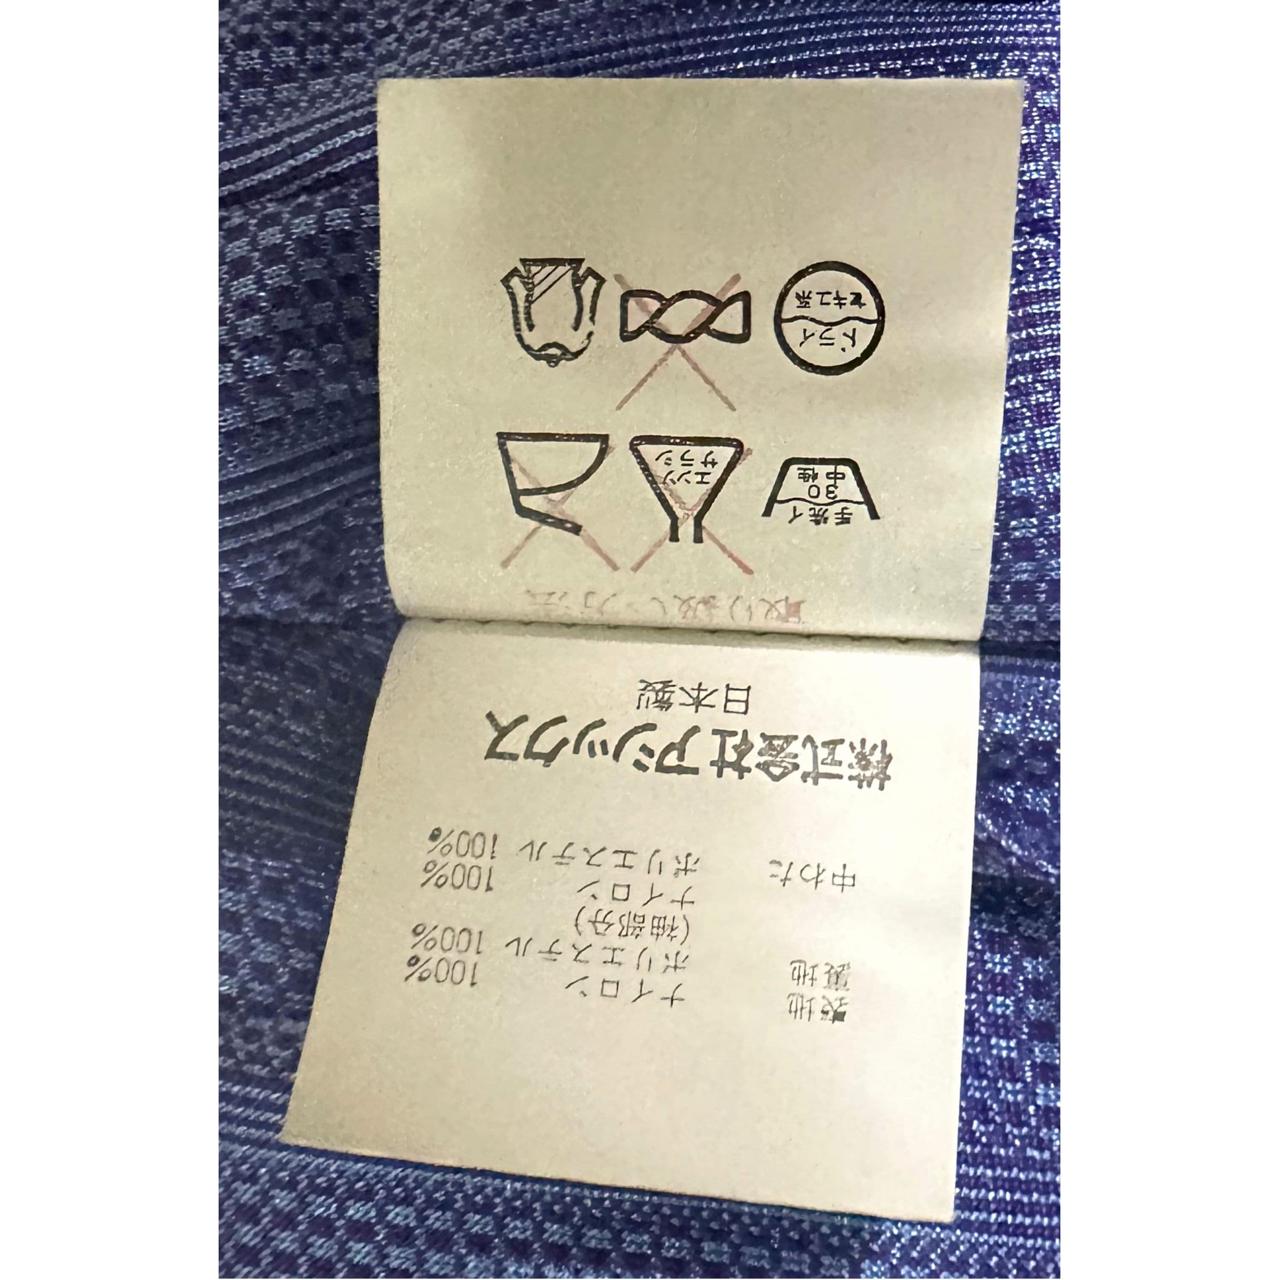 表地 ナイロン 100%
裏地 ポリエステル 100%
(袖部分)
ナイロン 100%
中わた ポリエステル 100%
株式会社アシックス
日本製
取り扱い方法
手洗イ
30
中性
エンソ
サラシ
ドライ
セキユ系